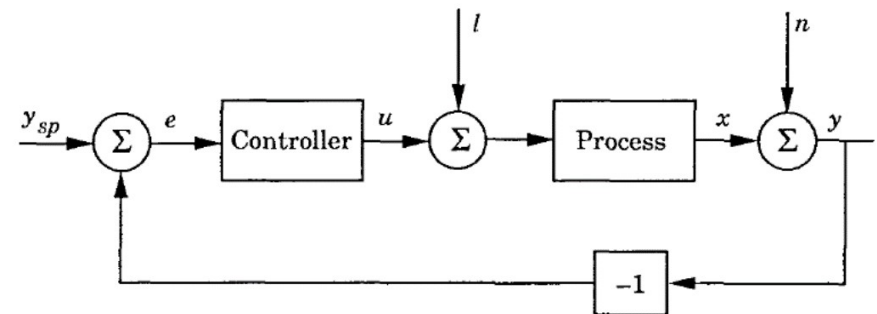 l
n
y_sp
Σ
e
Controller
u
Σ
Process
x
Σ
y
-1